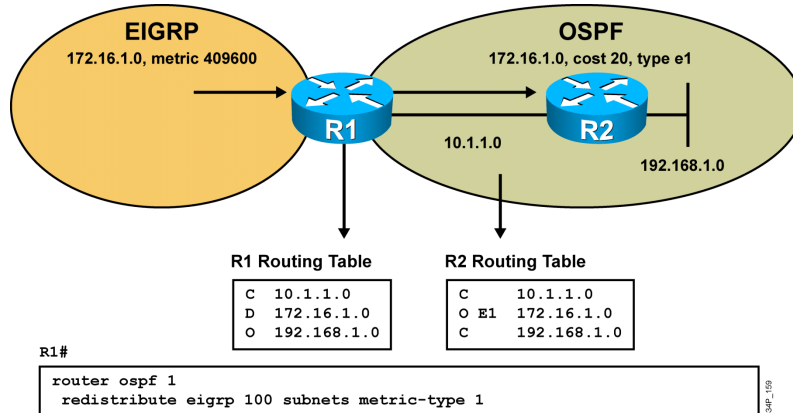 EIGRP
172.16.1.0, metric 409600
OSPF
172.16.1.0, cost 20, type e1
R1
R2
10.1.1.0
192.168.1.0
R1 Routing Table
C 10.1.1.0
D 172.16.1.0
O 192.168.1.0
R2 Routing Table
C 10.1.1.0
O E1 172.16.1.0
C 192.168.1.0
R1#
router ospf 1
redistribute eigrp 100 subnets metric-type 1
34P_159